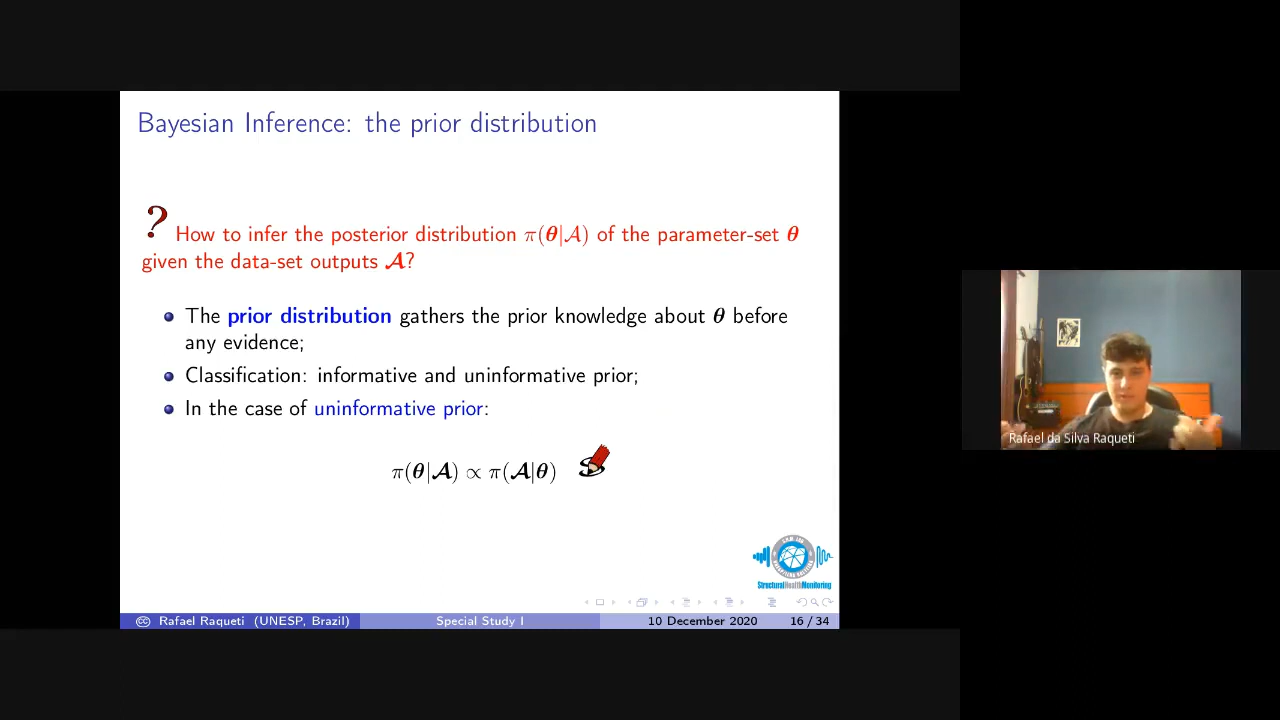 Bayesian Inference: the prior distribution
? How to infer the posterior distribution π(θ|𝒜) of the parameter-set θ
given the data-set outputs 𝒜?
The prior distribution gathers the prior knowledge about θ before
any evidence;
Classification: informative and uninformative prior;
In the case of uninformative prior:
π(θ|𝒜) ∝ π(𝒜|θ)
StructuralHealthMonitoring
cc Rafael Raqueti (UNESP, Brazil) Special Study I 10 December 2020 16 / 34
Rafael da Silva Raqueti